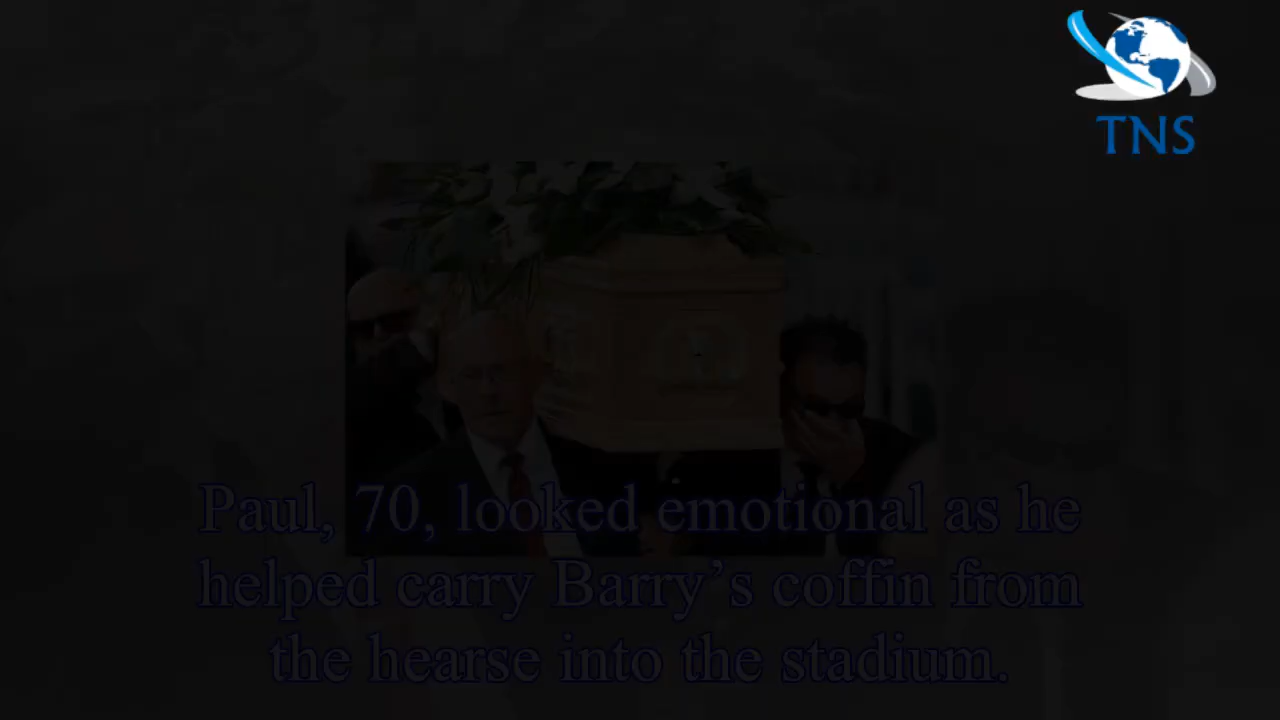 TNS
Paul, 70, looked emotional as he
helped carry Barry’s coffin from
the hearse into the stadium.